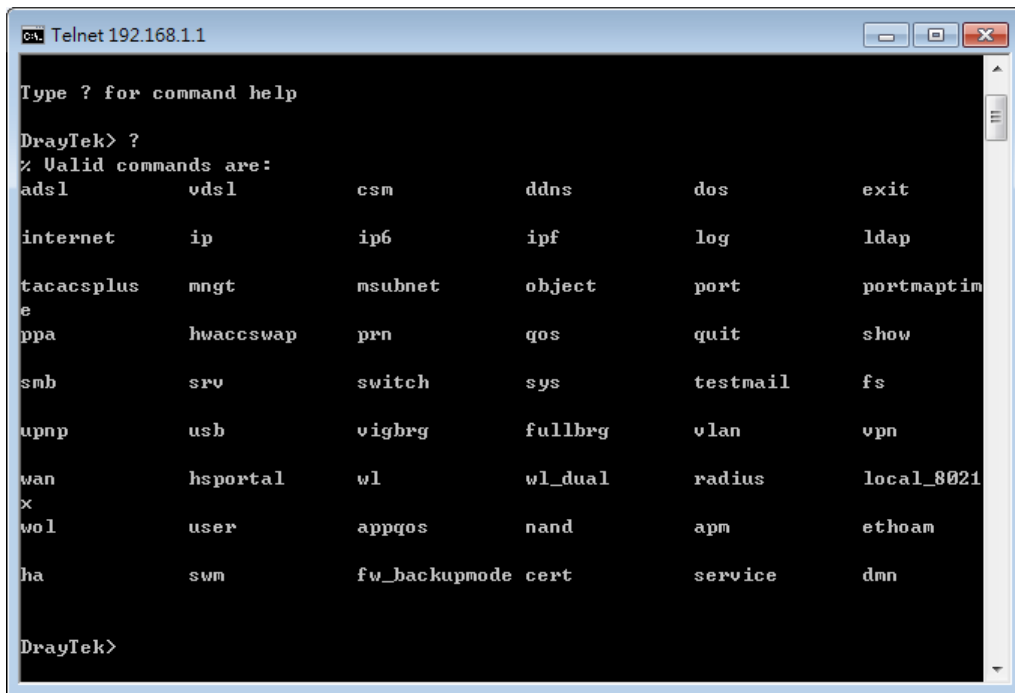 Telnet 192.168.1.1
Type ? for command help
DrayTek> ?
% Valid commands are:
adsl vdsl csm ddns dos exit
internet ip ip6 ipf log ldap
tacacsplus mngt msubnet object port portmaptim
e
ppa hwaccswap prn qos quit show
smb srv switch sys testmail fs
upnp usb vigbrg fullbrg vlan vpn
wan hsportal wl wl_dual radius local_8021
x
wol user appqos nand apm ethoam
ha swm fw_backupmode cert service dmn
DrayTek>